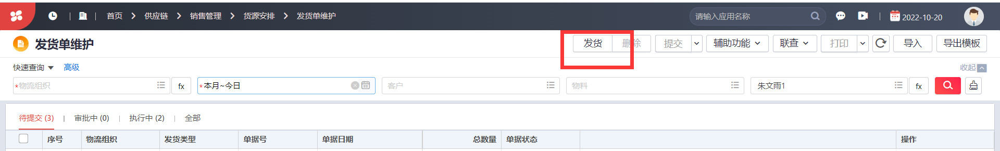 首页 供应链 销售管理 货源安排 发货单维护 请输入应用名称 2022-10-20
发货单维护 发货 删除 提交 辅助功能 联查 打印 导入 导出模板
快速查询 高级 收起
*物流组织 fx *本月~今日 客户 物料 朱文雨1 fx
待提交 (3) 审批中 (0) 执行中 (2) 全部
序号 物流组织 发货类型 单据号 单据日期 总数量 单据状态 操作